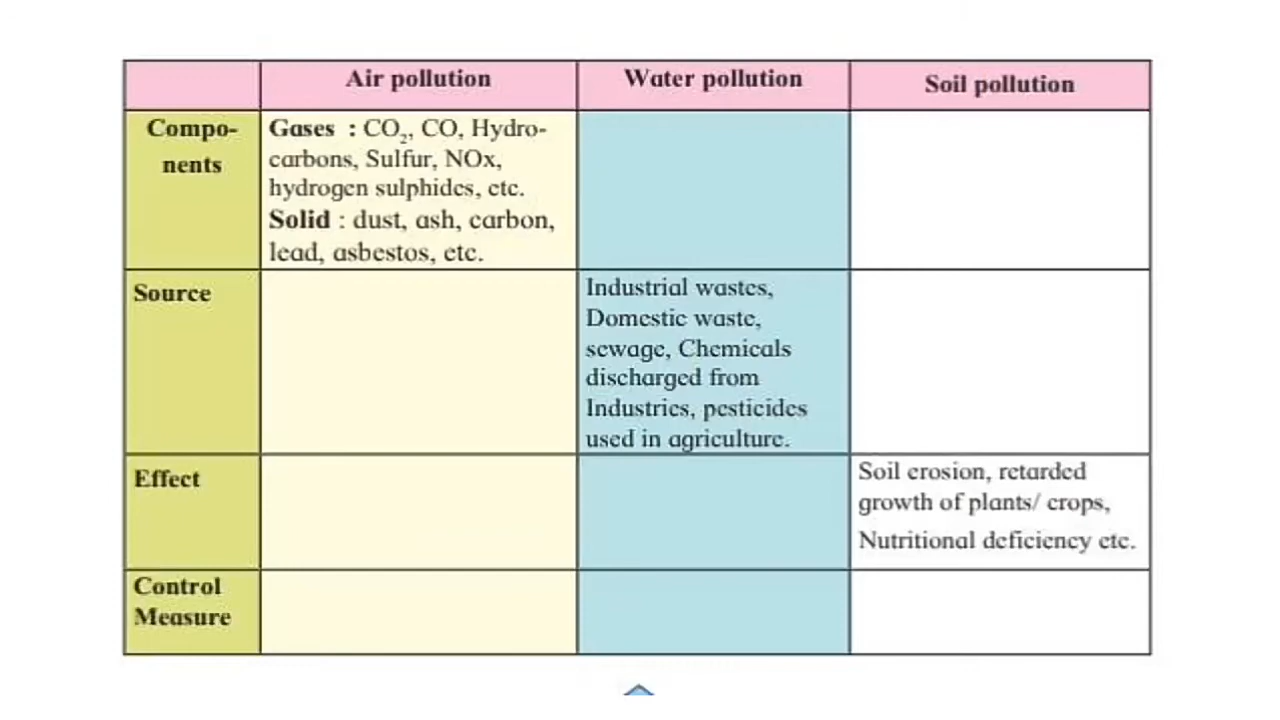 Air pollution
Water pollution
Soil pollution
Compo-
nents
Gases : CO₂, CO, Hydro-
carbons, Sulfur, NOx,
hydrogen sulphides, etc.
Solid : dust, ash, carbon,
lead, asbestos, etc.
Source
Industrial wastes,
Domestic waste,
sewage, Chemicals
discharged from
Industries, pesticides
used in agriculture.
Effect
Soil erosion, retarded
growth of plants/ crops,
Nutritional deficiency etc.
Control
Measure